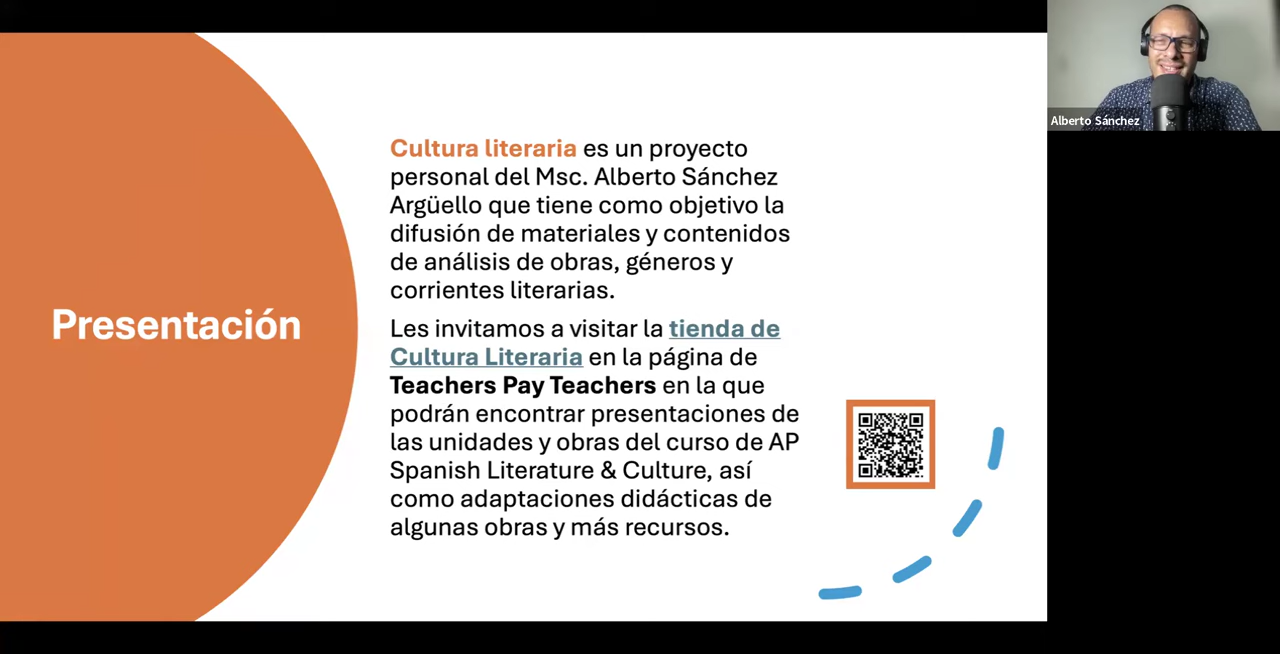 Presentación
Cultura literaria es un proyecto
personal del Msc. Alberto Sánchez
Argüello que tiene como objetivo la
difusión de materiales y contenidos
de análisis de obras, géneros y
corrientes literarias.
Les invitamos a visitar la tienda de
Cultura Literaria en la página de
Teachers Pay Teachers en la que
podrán encontrar presentaciones de
las unidades y obras del curso de AP
Spanish Literature & Culture, así
como adaptaciones didácticas de
algunas obras y más recursos.
Alberto Sánchez